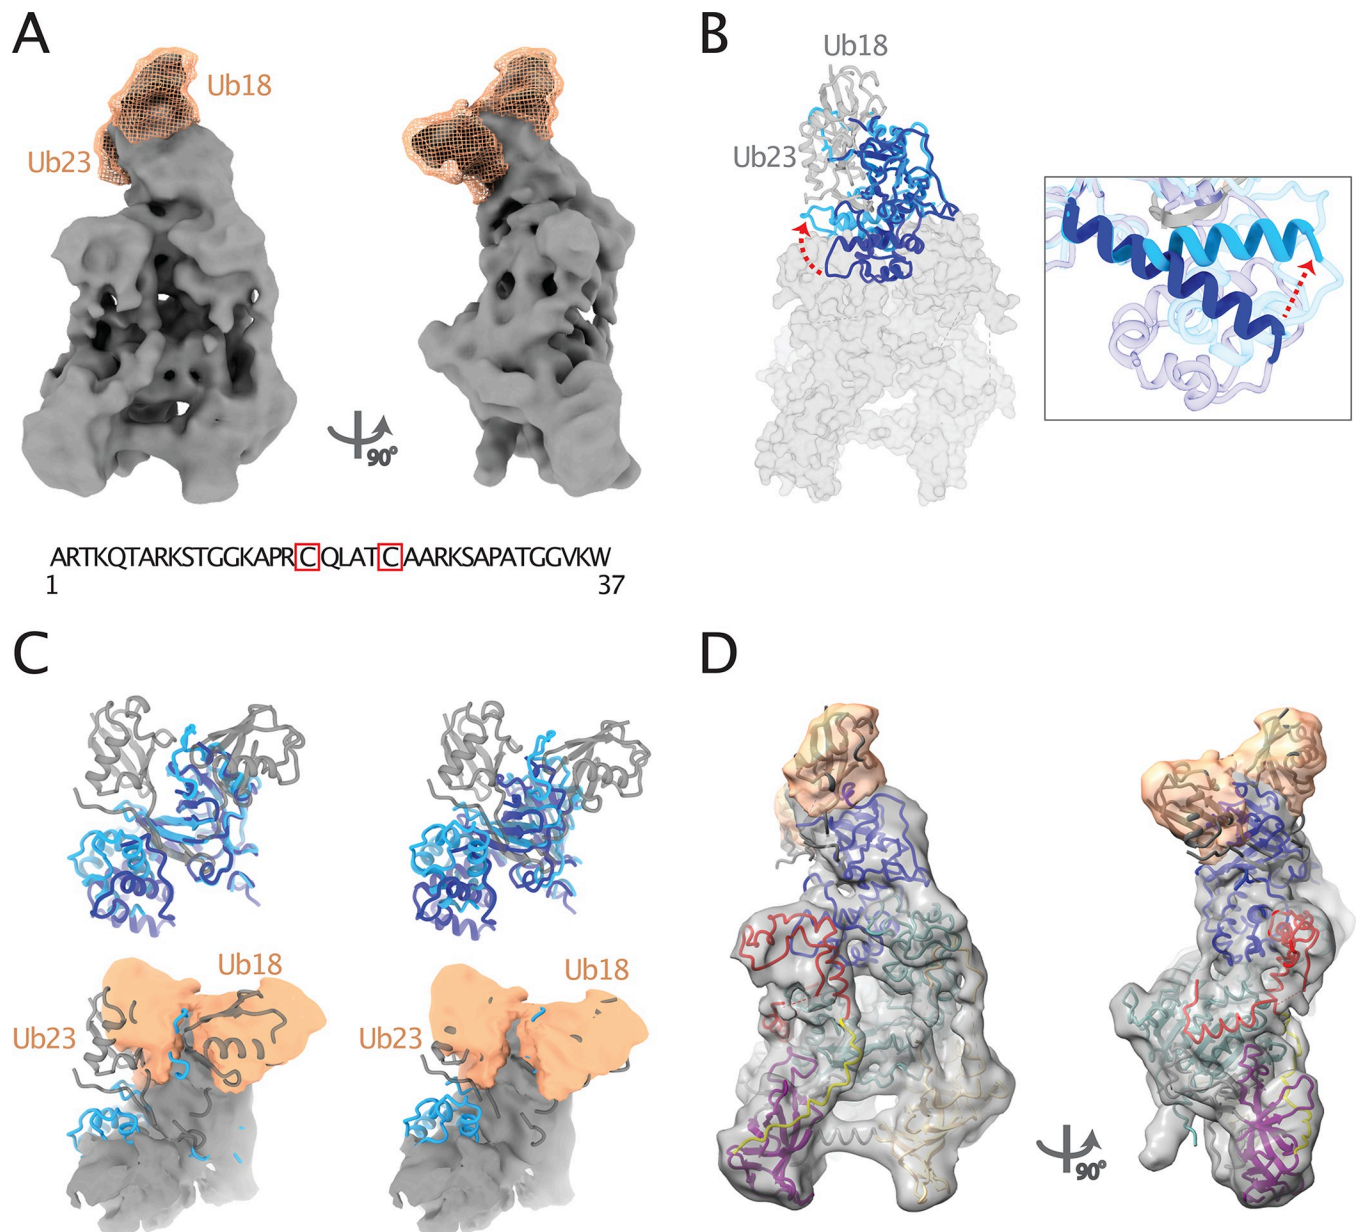 A
Ub18
Ub23
90°
ARTKQTARKSTGGKAPRCQLATCAARKSAPATGGVKW
1
37
B
Ub18
Ub23
C
Ub18
Ub23
Ub18
Ub23
D
90°